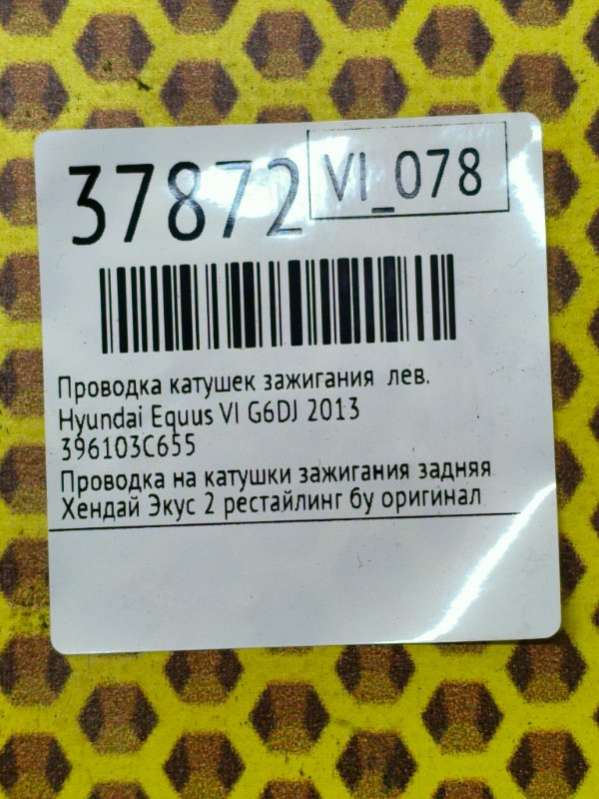 37872
VI_078
Проводка катушек зажигания лев.
Hyundai Equus VI G6DJ 2013
396103C655
Проводка на катушки зажигания задняя
Хендай Экус 2 рестайлинг бу оригинал